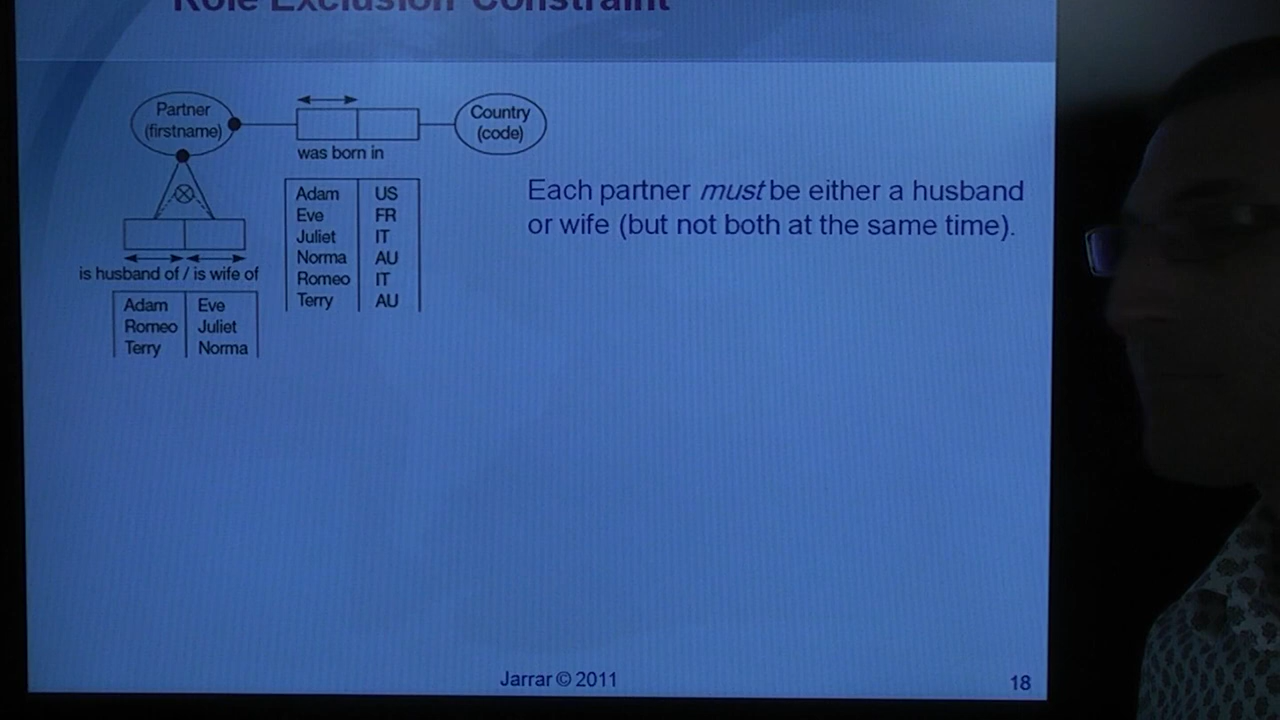 Role Exclusion Constraint
Partner
(firstname)
Country
(code)
was born in
Adam US
Eve FR
Juliet IT
Norma AU
Romeo IT
Terry AU
Each partner must be either a husband
or wife (but not both at the same time).
is husband of / is wife of
Adam Eve
Romeo Juliet
Terry Norma
Jarrar © 2011
18